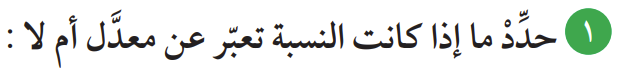 ١ حدِّدْ ما إذا كانت النسبة تعبّر عن معدَّل أم لا :